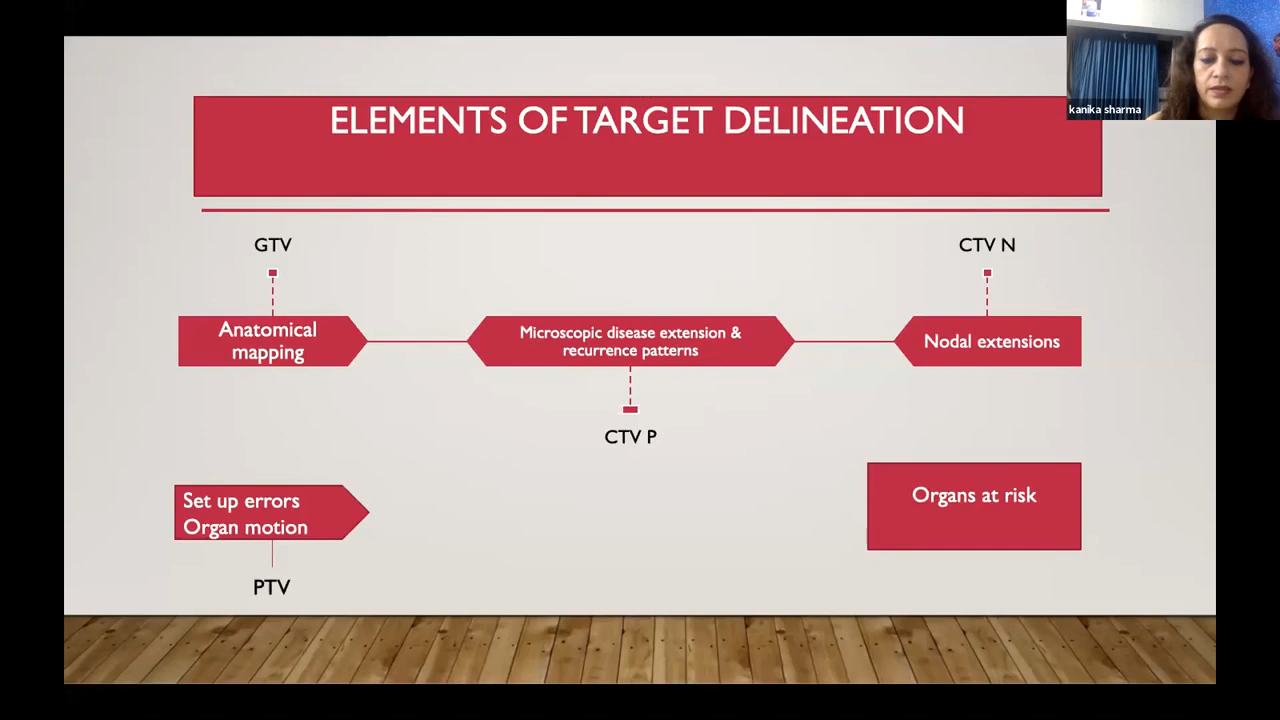 kanika sharma
ELEMENTS OF TARGET DELINEATION
GTV
CTV N
Anatomical
mapping
Microscopic disease extension &
recurrence patterns
Nodal extensions
CTV P
Set up errors
Organ motion
Organs at risk
PTV